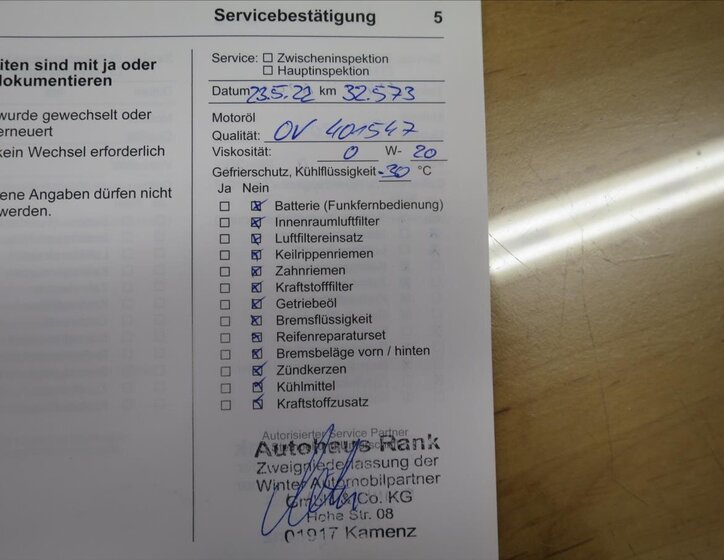 Servicebestätigung 5
iten sind mit ja oder
dokumentieren
wurde gewechselt oder
erneuert
kein Wechsel erforderlich
ene Angaben dürfen nicht
werden.
Service: ☐ Zwischeninspektion
☐ Hauptinspektion
Datum 23.5.22 km 32.573
Motoröl
Qualität: OV 401547
Viskosität: 0 W- 20
Gefrierschutz, Kühlflüssigkeit -30 °C
Ja Nein
☐ ☒ Batterie (Funkfernbedienung)
☐ ☒ Innenraumluftfilter
☐ ☒ Luftfiltereinsatz
☐ ☒ Keilrippenriemen
☐ ☒ Zahnriemen
☐ ☒ Kraftstofffilter
☐ ☒ Getriebeöl
☐ ☒ Bremsflüssigkeit
☐ ☒ Reifenreparaturset
☐ ☒ Bremsbeläge vorn / hinten
☐ ☒ Zündkerzen
☐ ☒ Kühlmittel
☐ ☒ Kraftstoffzusatz
Autorisierter Service Partner
Autohaus Rank
Zweigniederlassung der
Winter Automobilpartner
GmbH & Co. KG
Hohe Str. 08
01917 Kamenz